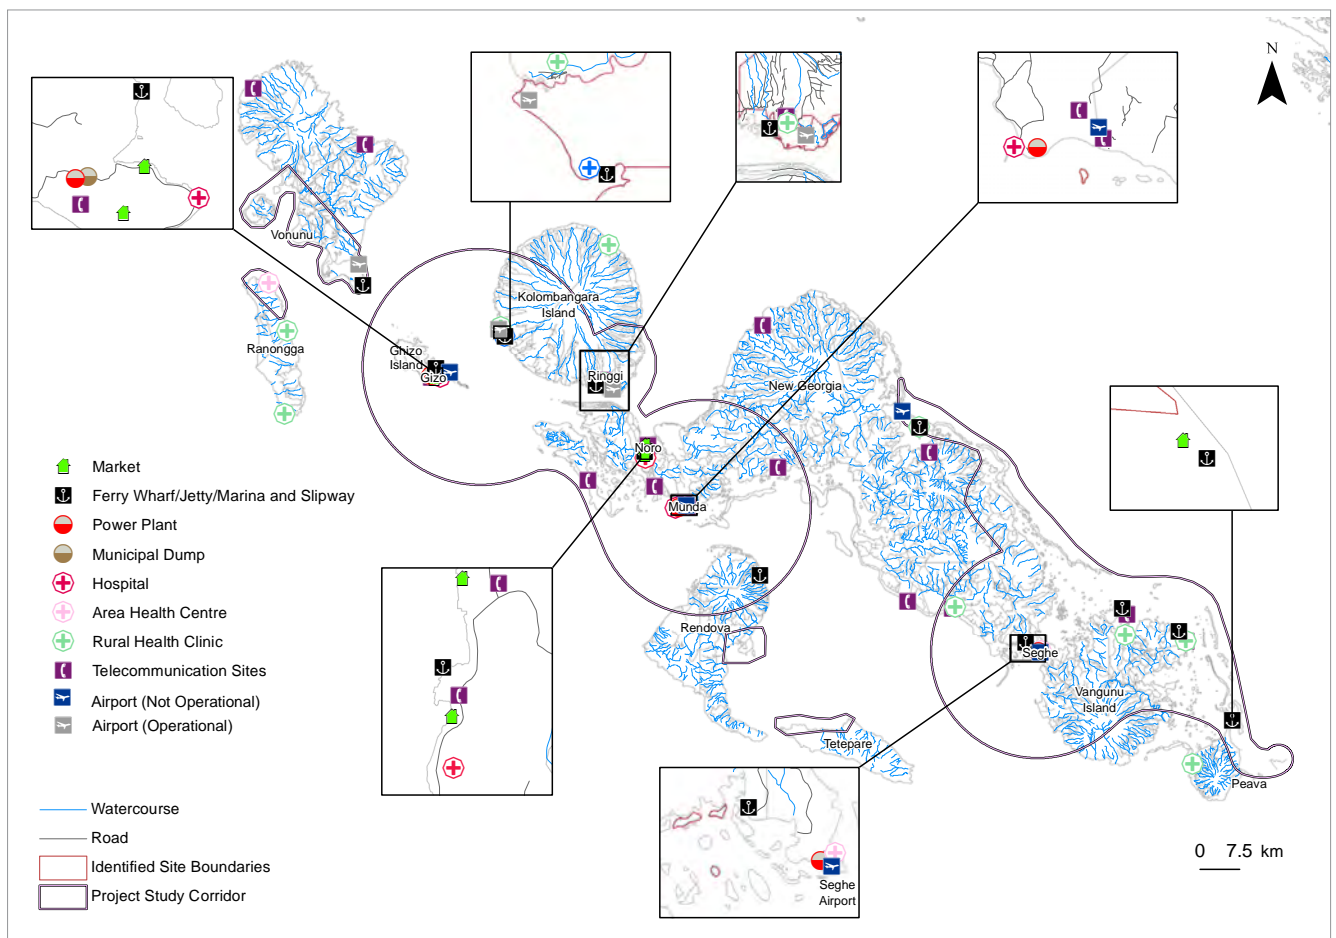 N
Vonunu
Kolombangara
Island
Ghizo
Island
Gizo
Ranongga
Ringgi
New Georgia
Noro
Munda
Rendova
Seghe
Vangunu
Island
Tetepare
Peava
Market
Ferry Wharf/Jetty/Marina and Slipway
Power Plant
Municipal Dump
Hospital
Area Health Centre
Rural Health Clinic
Telecommunication Sites
Airport (Not Operational)
Airport (Operational)
Watercourse
Road
Identified Site Boundaries
Project Study Corridor
Seghe
Airport
0 7.5 km